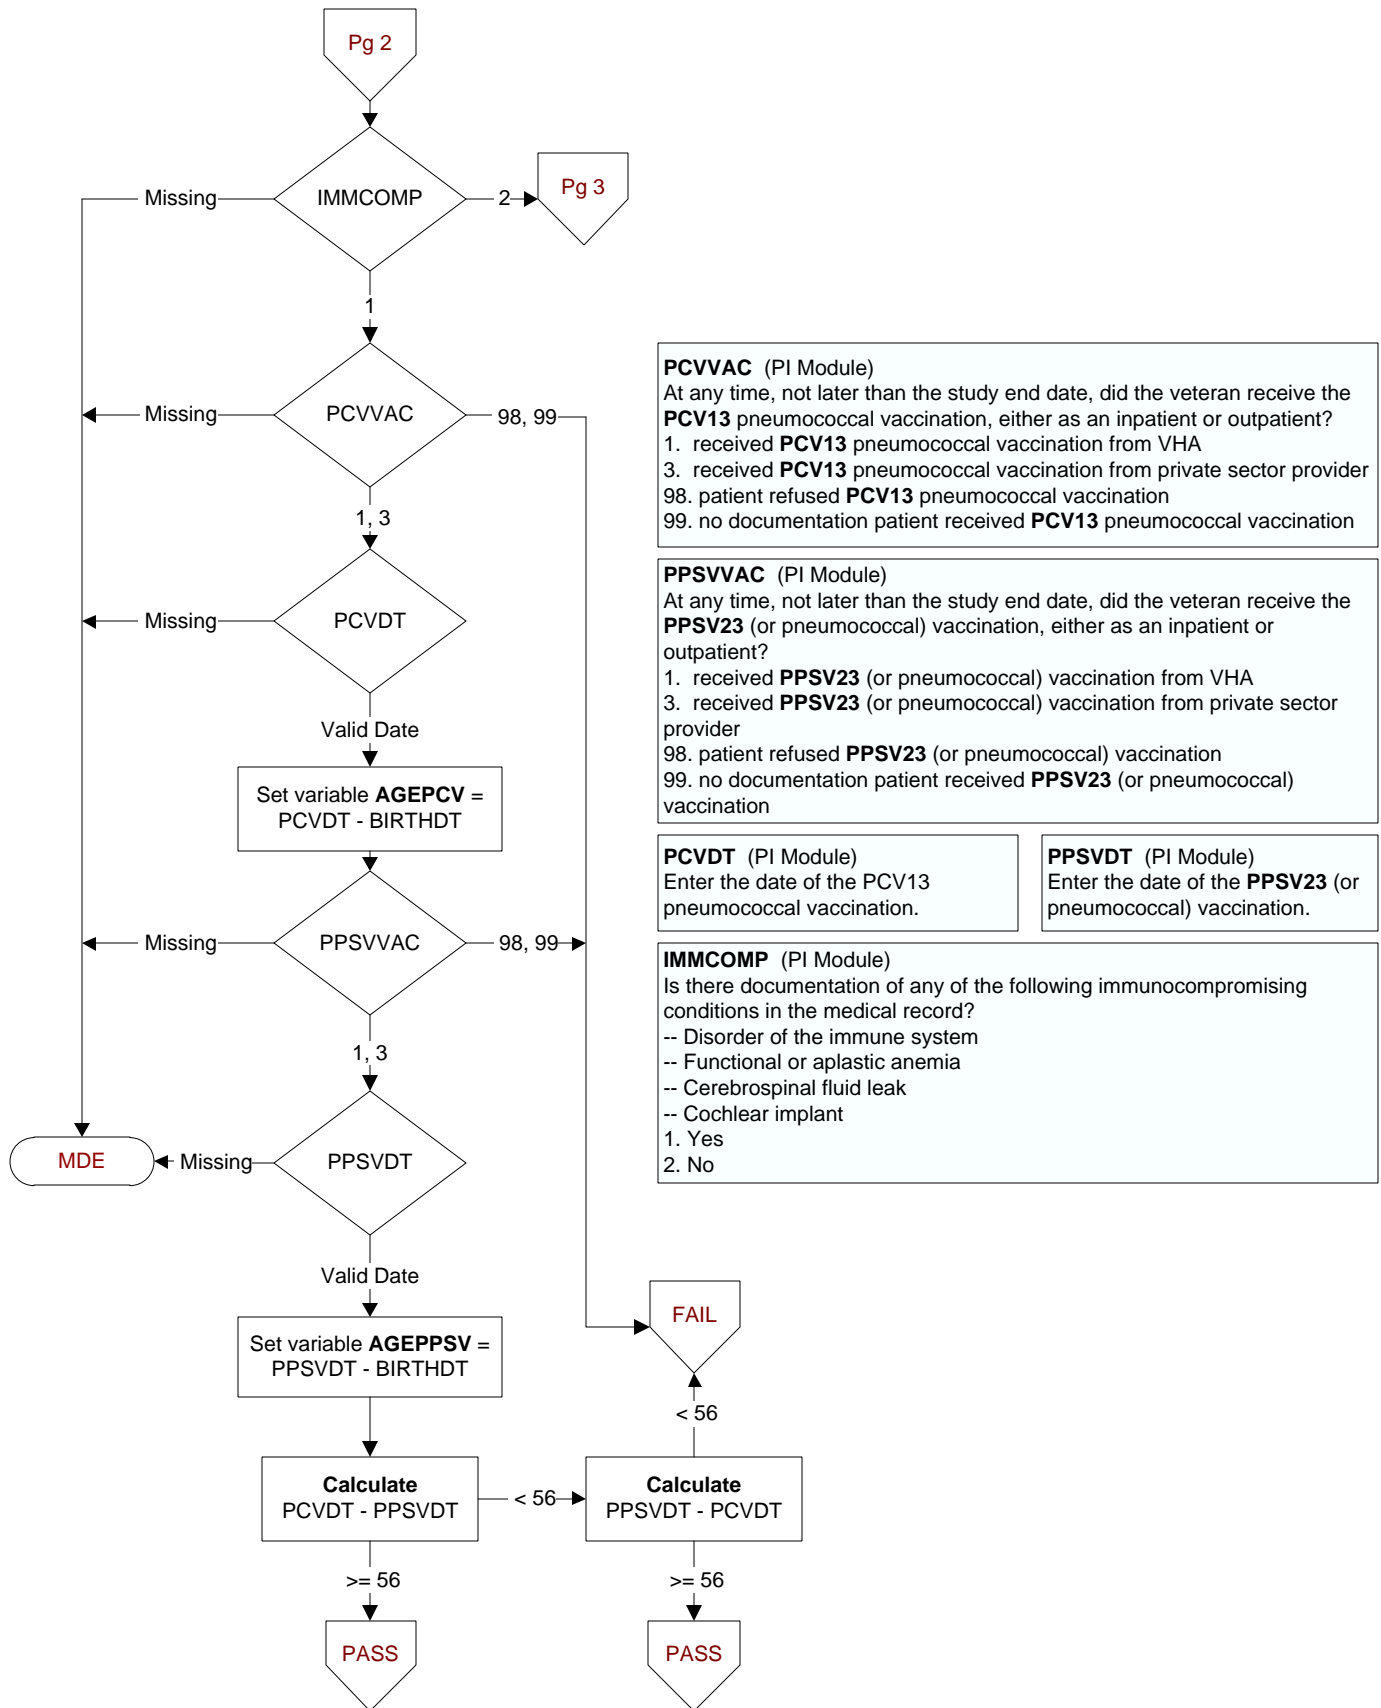 Pg 2
IMMCOMP
Missing
2
Pg 3
1
PCVVAC
Missing
98, 99
1, 3
PCVDT
Missing
Valid Date
Set variable AGEPCV =
PCVDT - BIRTHDT
PPSVVAC
Missing
98, 99
1, 3
PPSVDT
Missing
MDE
Valid Date
Set variable AGEPPSV =
PPSVDT - BIRTHDT
FAIL
< 56
Calculate
PCVDT - PPSVDT
< 56
Calculate
PPSVDT - PCVDT
>= 56
>= 56
PASS
PASS
PCVVAC (PI Module)
At any time, not later than the study end date, did the veteran receive the
PCV13 pneumococcal vaccination, either as an inpatient or outpatient?
1. received PCV13 pneumococcal vaccination from VHA
3. received PCV13 pneumococcal vaccination from private sector provider
98. patient refused PCV13 pneumococcal vaccination
99. no documentation patient received PCV13 pneumococcal vaccination
PPSVVAC (PI Module)
At any time, not later than the study end date, did the veteran receive the
PPSV23 (or pneumococcal) vaccination, either as an inpatient or
outpatient?
1. received PPSV23 (or pneumococcal) vaccination from VHA
3. received PPSV23 (or pneumococcal) vaccination from private sector
provider
98. patient refused PPSV23 (or pneumococcal) vaccination
99. no documentation patient received PPSV23 (or pneumococcal)
vaccination
PCVDT (PI Module)
Enter the date of the PCV13
pneumococcal vaccination.
PPSVDT (PI Module)
Enter the date of the PPSV23 (or
pneumococcal) vaccination.
IMMCOMP (PI Module)
Is there documentation of any of the following immunocompromising
conditions in the medical record?
-- Disorder of the immune system
-- Functional or aplastic anemia
-- Cerebrospinal fluid leak
-- Cochlear implant
1. Yes
2. No